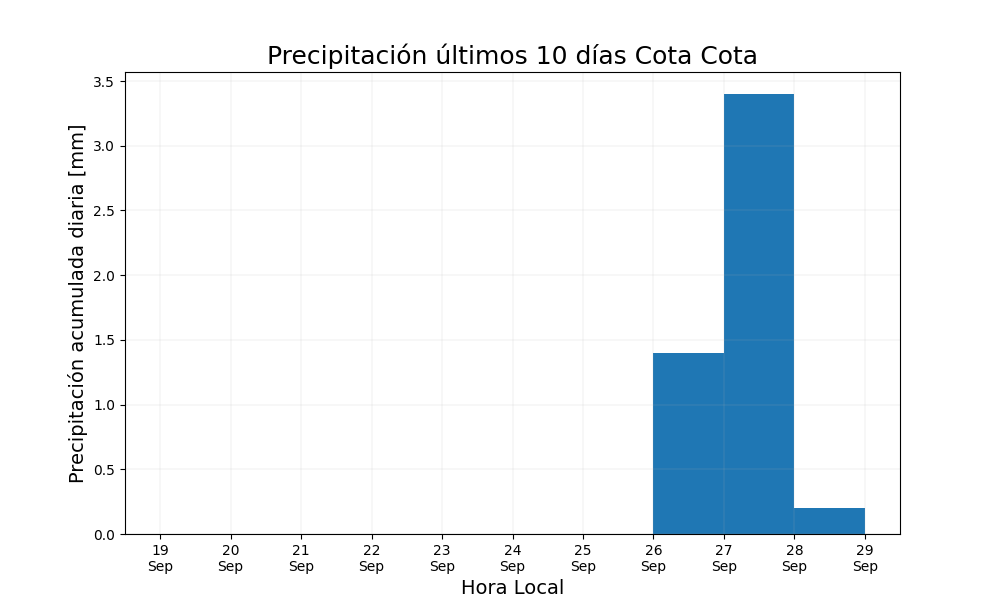 Precipitación últimos 10 días Cota Cota
Precipitación acumulada diaria [mm]
3.5
3.0
2.5
2.0
1.5
1.0
0.5
0.0
19 20 21 22 23 24 25 26 27 28 29
Sep Sep Sep Sep Sep Sep Sep Sep Sep Sep Sep
Hora Local